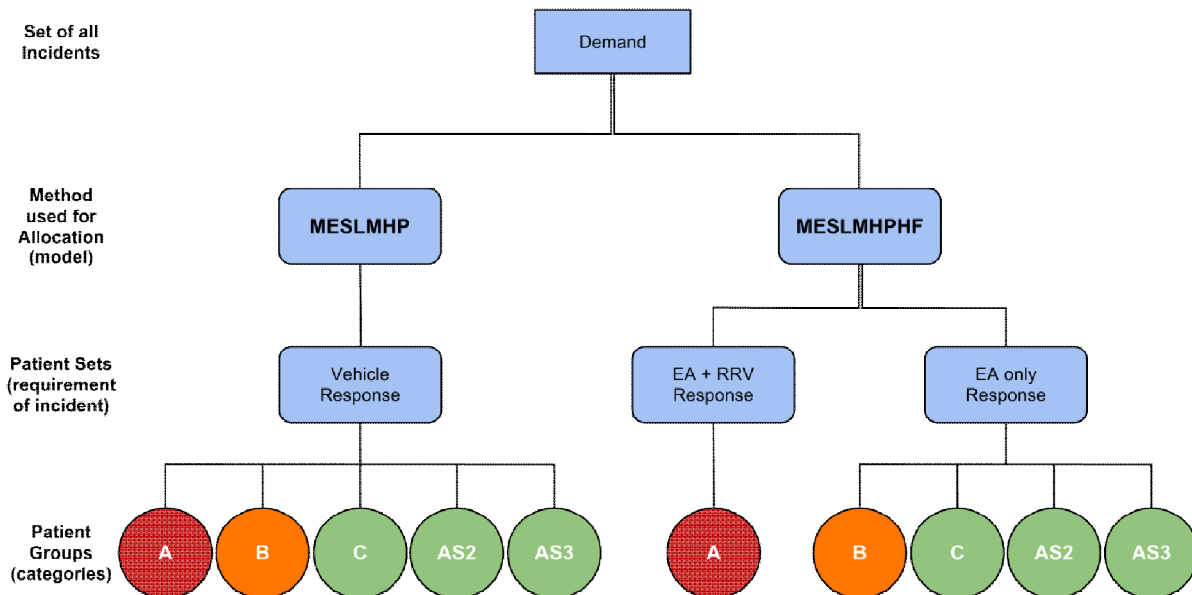 Set of all
Incidents
Demand
Method
used for
Allocation
(model)
MESLMHP
MESLMHPHF
Patient Sets
(requirement
of incident)
Vehicle
Response
EA + RRV
Response
EA only
Response
Patient
Groups
(categories)
A
B
C
AS2
AS3
A
B
C
AS2
AS3